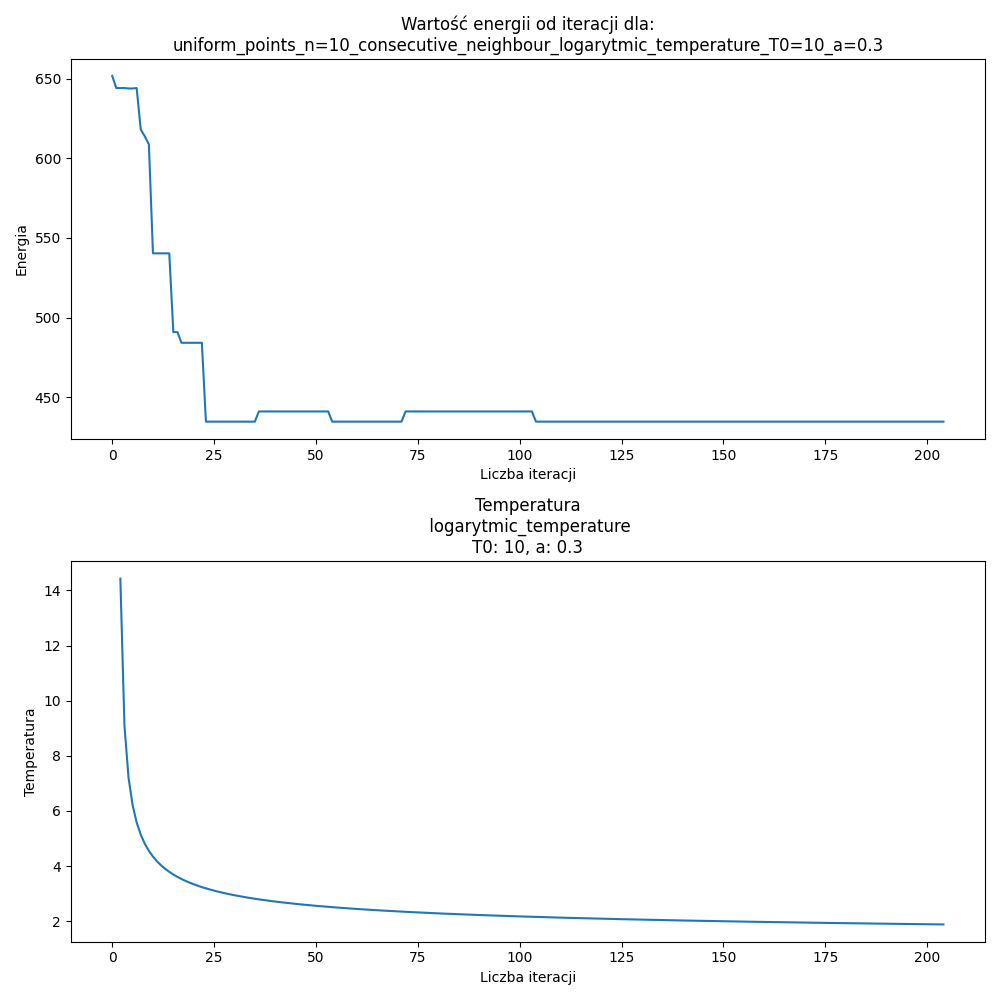 Wartość energii od iteracji dla:
uniform_points_n=10_consecutive_neighbour_logarytmic_temperature_T0=10_a=0.3
650
600
550
500
450
Energia
0 25 50 75 100 125 150 175 200
Liczba iteracji
Temperatura
logarytmic_temperature
T0: 10, a: 0.3
14
12
10
8
6
4
2
Temperatura
0 25 50 75 100 125 150 175 200
Liczba iteracji